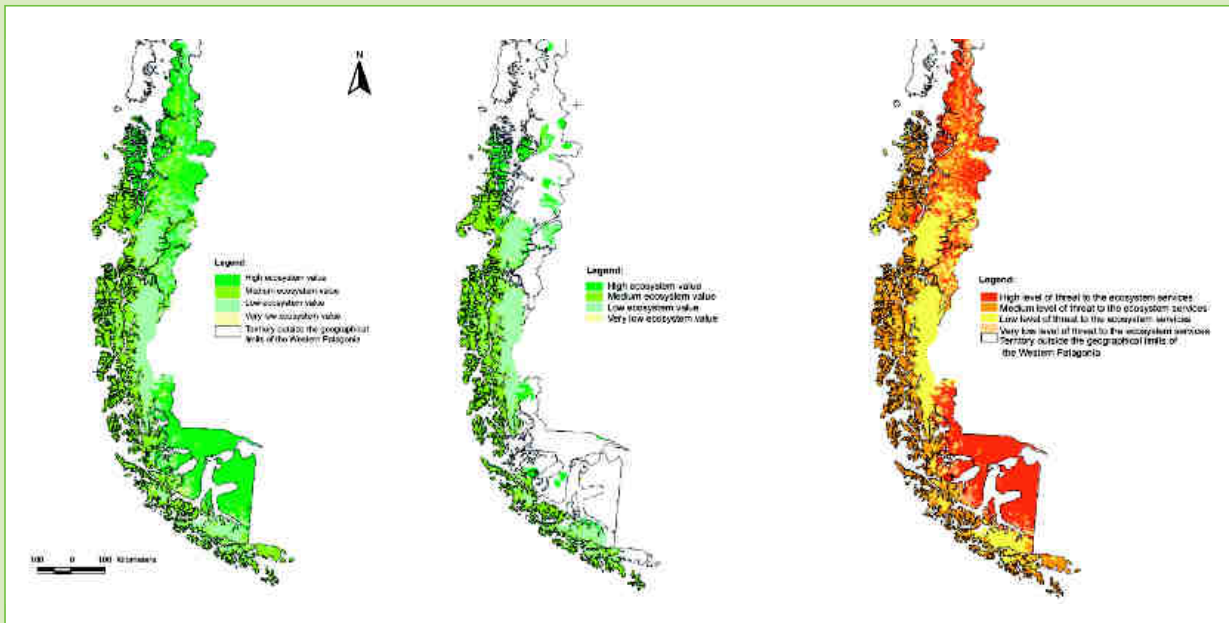 N
Legend:
High ecosystem value
Medium ecosystem value
Low ecosystem value
Very low ecosystem value
Territory outside the geographical
limits of the Western Patagonia
100 0 100 Kilometers
Legend:
High ecosystem value
Medium ecosystem value
Low ecosystem value
Very low ecosystem value
Legend:
High level of threat to the ecosystem services
Medium level of threat to the ecosystem services
Low level of threat to the ecosystem services
Very low level of threat to the ecosystem services
Territory outside the geographical limits of
the Western Patagonia